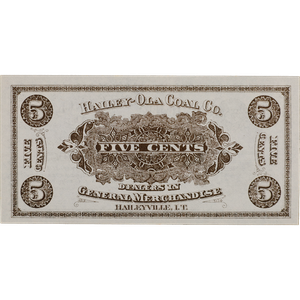 HAILEY-OLA COAL CO.
5 5
FIVE CENTS
FIVE CENTS
FIVE CENTS
DEALERS IN
GENERAL MERCHANDISE
5 5
HAILEYVILLE, I.T.